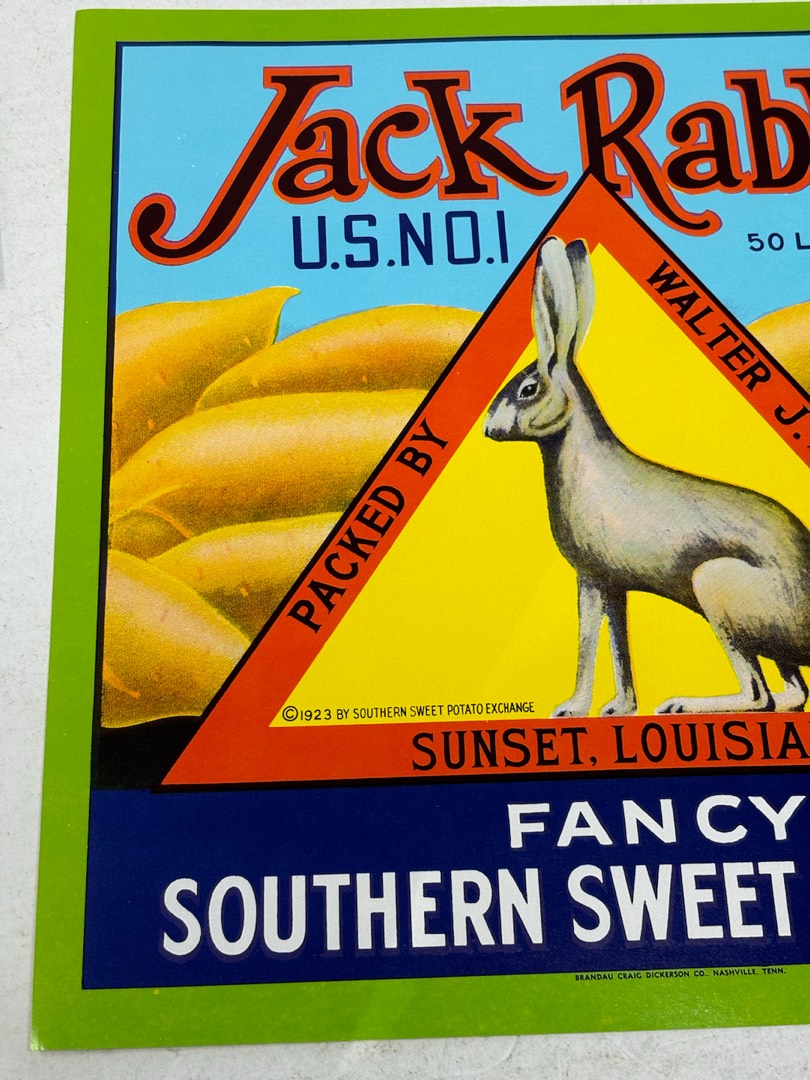 Jack Rab
U.S. NO. 1
50 L
PACKED BY
WALTER J.
©1923 BY SOUTHERN SWEET POTATO EXCHANGE
SUNSET, LOUISIA
FANCY
SOUTHERN SWEET
BRANDAU CRAIG DICKERSON CO., NASHVILLE, TENN.